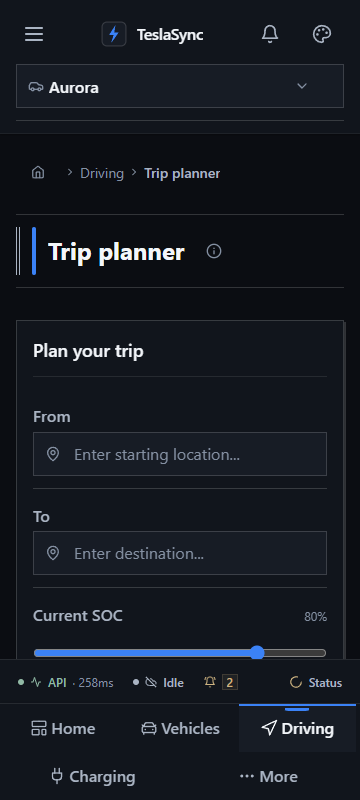 TeslaSync
Aurora
Driving
Trip planner
Trip planner
Plan your trip
From
Enter starting location...
To
Enter destination...
Current SOC 80%
API · 258ms Idle 2 Status
Home Vehicles Driving
Charging More